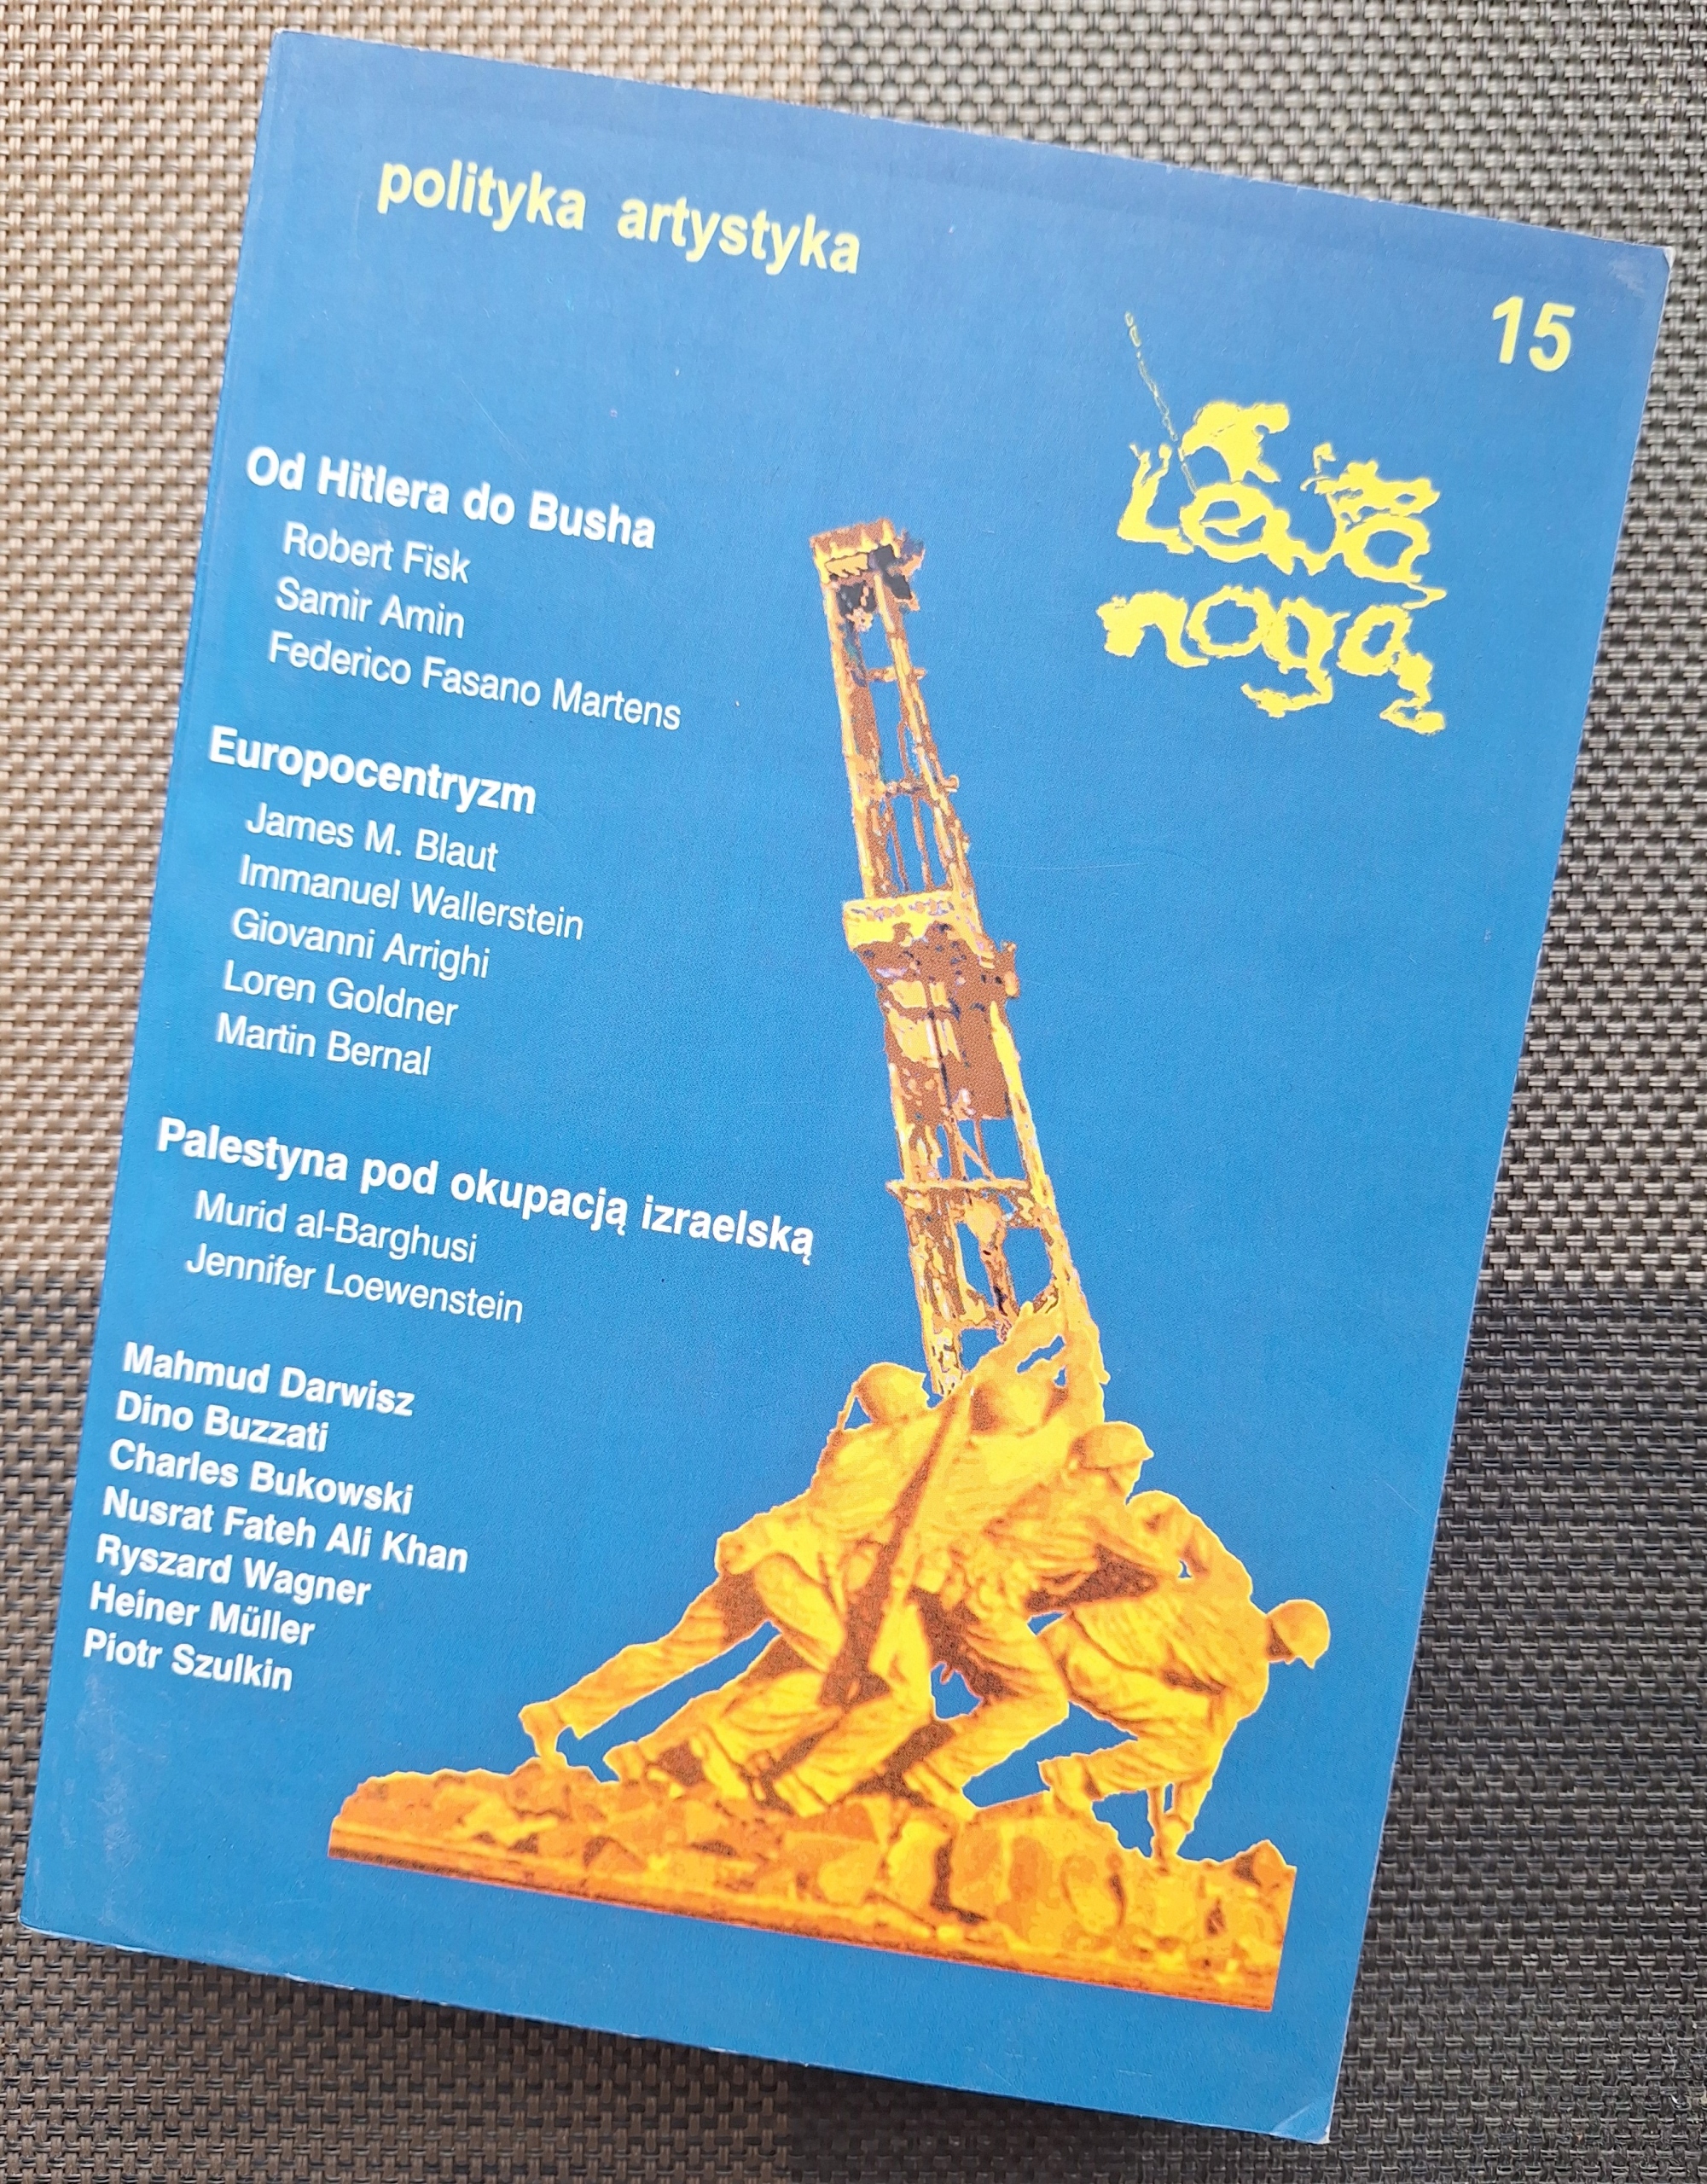 polityka artystyka
15
Lewą
nogą
Od Hitlera do Busha
Robert Fisk
Samir Amin
Federico Fasano Martens
Europocentryzm
James M. Blaut
Immanuel Wallerstein
Giovanni Arrighi
Loren Goldner
Martin Bernal
Palestyna pod okupacją izraelską
Murid al-Barghusi
Jennifer Loewenstein
Mahmud Darwisz
Dino Buzzati
Charles Bukowski
Nusrat Fateh Ali Khan
Ryszard Wagner
Heiner Müller
Piotr Szulkin